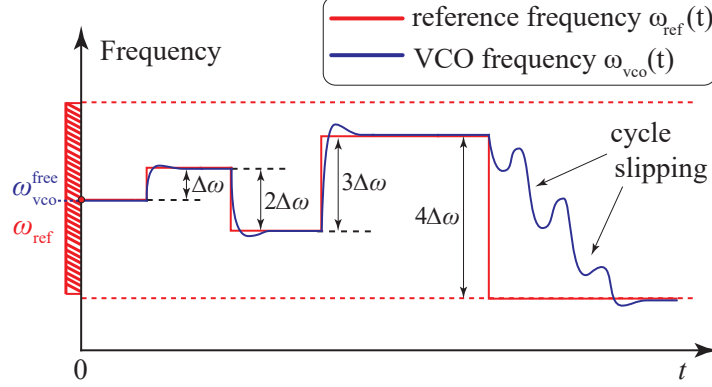 Frequency
reference frequency ω_ref(t)
VCO frequency ω_vco(t)
cycle
slipping
ω_vco^free
ω_ref
Δω
2Δω
3Δω
4Δω
0
t